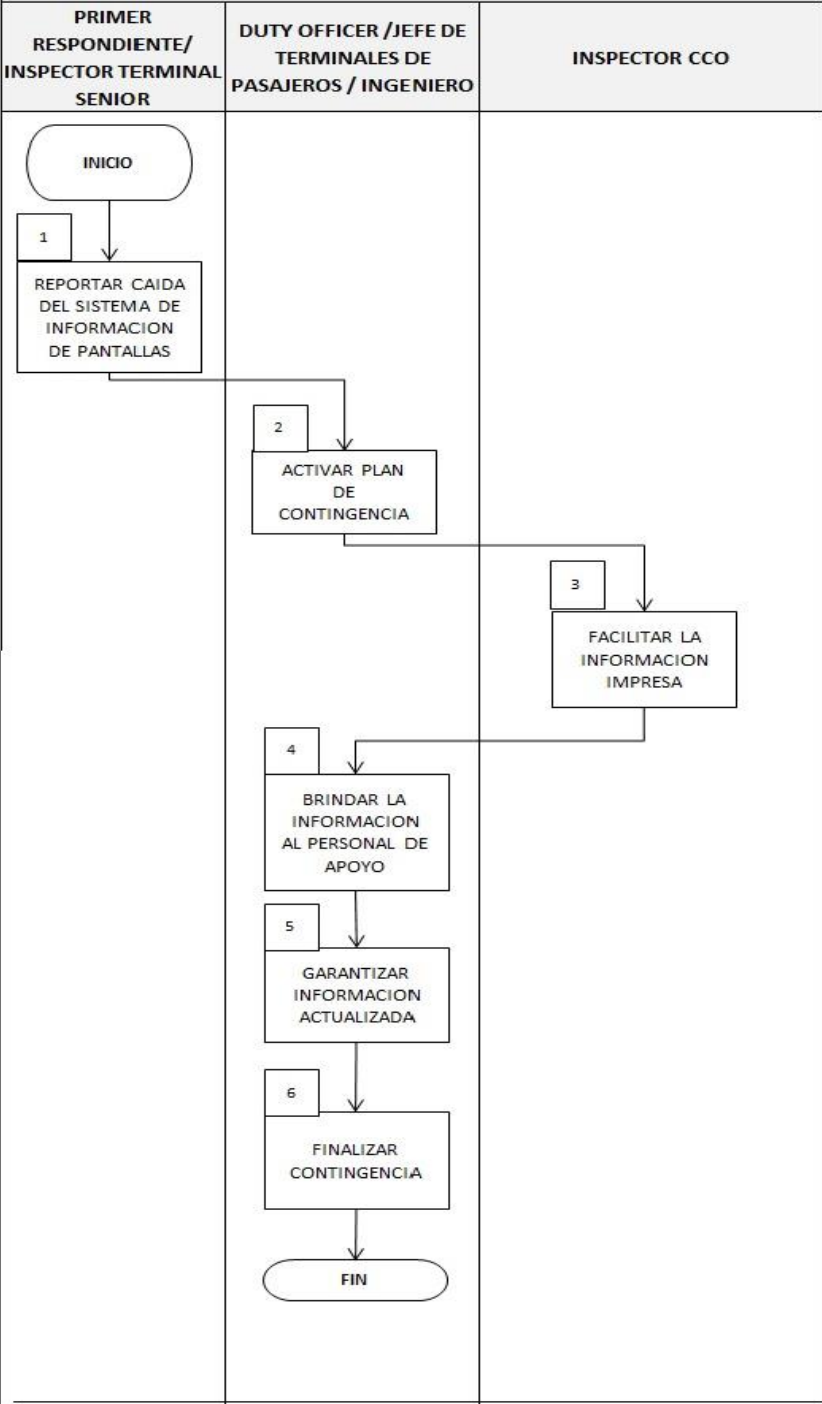 PRIMER
RESPONDIENTE/
INSPECTOR TERMINAL
SENIOR
DUTY OFFICER /JEFE DE
TERMINALES DE
PASAJEROS / INGENIERO
INSPECTOR CCO
INICIO
1
REPORTAR CAIDA
DEL SISTEMA DE
INFORMACION
DE PANTALLAS
2
ACTIVAR PLAN
DE
CONTINGENCIA
3
FACILITAR LA
INFORMACION
IMPRESA
4
BRINDAR LA
INFORMACION
AL PERSONAL DE
APOYO
5
GARANTIZAR
INFORMACION
ACTUALIZADA
6
FINALIZAR
CONTINGENCIA
FIN